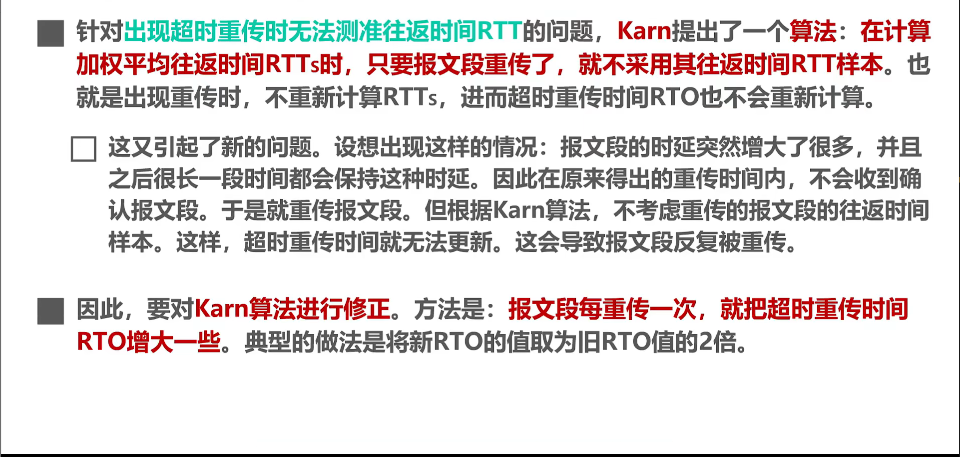 针对出现超时重传时无法测准往返时间RTT的问题，Karn提出了一个算法：在计算
加权平均往返时间RTTs时，只要报文段重传了，就不采用其往返时间RTT样本。也
就是出现重传时，不重新计算RTTs，进而超时重传时间RTO也不会重新计算。
这又引起了新的问题。设想出现这样的情况：报文段的时延突然增大了很多，并且
之后很长一段时间都会保持这种时延。因此在原来得出的重传时间内，不会收到确
认报文段。于是就重传报文段。但根据Karn算法，不考虑重传的报文段的往返时间
样本。这样，超时重传时间就无法更新。这会导致报文段反复被重传。
因此，要对Karn算法进行修正。方法是：报文段每重传一次，就把超时重传时间
RTO增大一些。典型的做法是将新RTO的值取为旧RTO值的2倍。